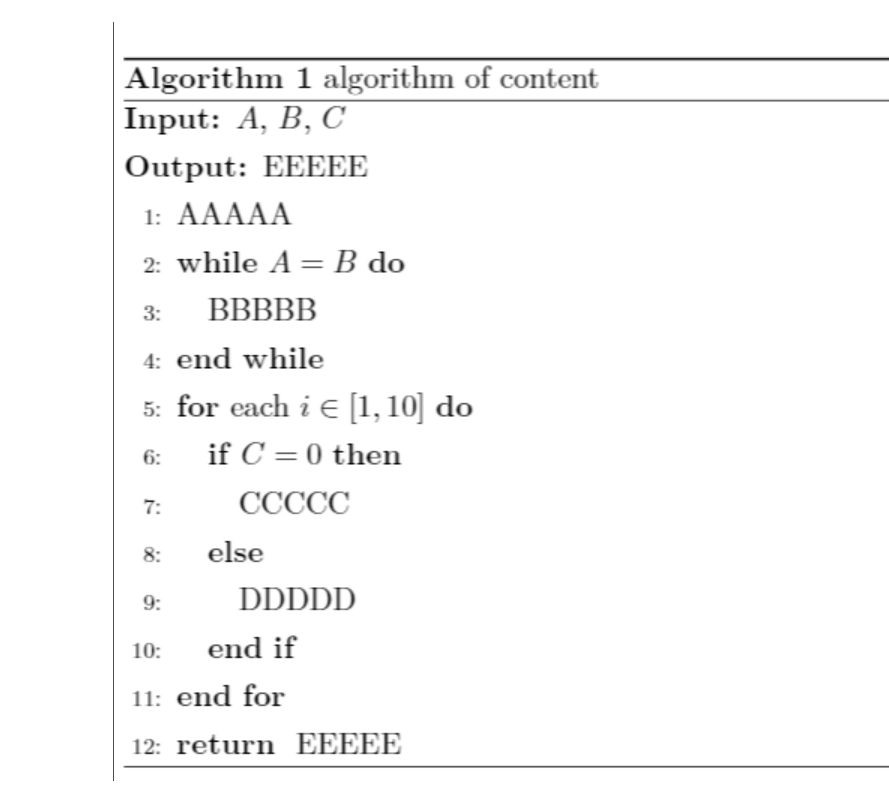 Algorithm 1 algorithm of content
Input: A, B, C
Output: EEEEE
1: AAAAA
2: while A = B do
3: BBBBB
4: end while
5: for each i ∈ [1, 10] do
6: if C = 0 then
7: CCCCC
8: else
9: DDDDD
10: end if
11: end for
12: return EEEEE